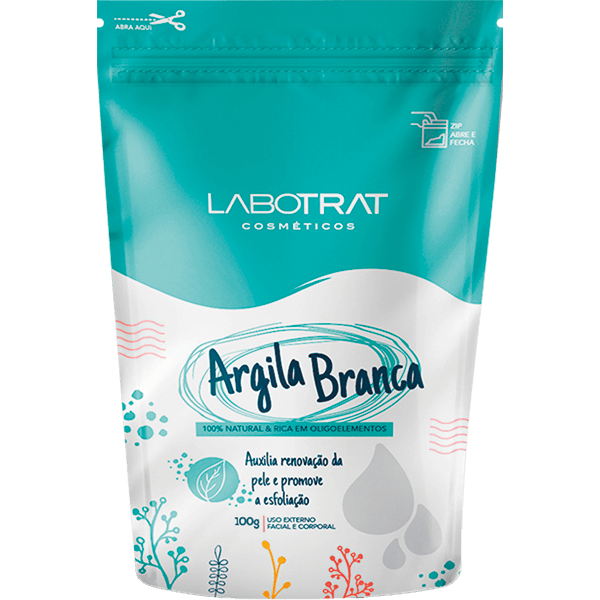 ABRA AQUI
ZIP
ABRE E
FECHA
LABOTRAT
COSMÉTICOS
Argila Branca
100% NATURAL & RICA EM OLIGOELEMENTOS
Auxilia renovação da
pele e promove
a esfoliação
100g
USO EXTERNO
FACIAL E CORPORAL